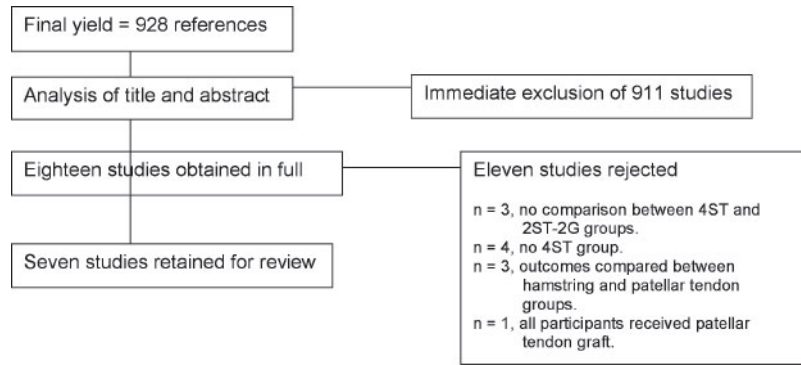 Final yield = 928 references
Analysis of title and abstract
Immediate exclusion of 911 studies
Eighteen studies obtained in full
Eleven studies rejected
n = 3, no comparison between 4ST and
2ST-2G groups.
n = 4, no 4ST group.
n = 3, outcomes compared between
hamstring and patellar tendon
groups.
n = 1, all participants received patellar
tendon graft.
Seven studies retained for review